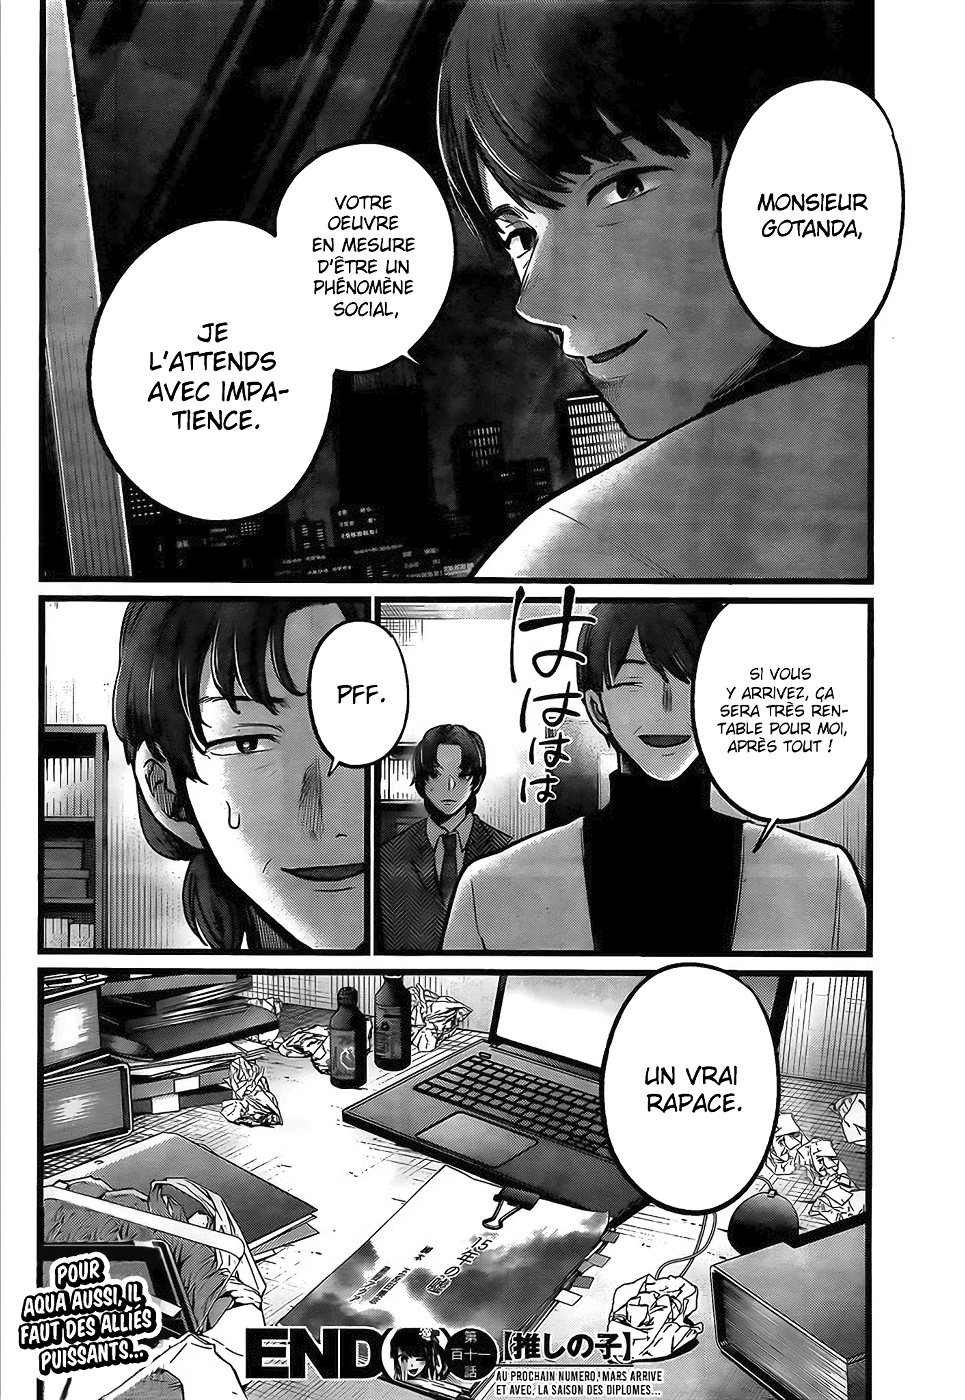 MONSIEUR
GOTANDA,
VOTRE
OEUVRE
EN MESURE
D'ÊTRE UN
PHÉNOMÈNE
SOCIAL,
JE
L'ATTENDS
AVEC IMPA-
TIENCE.
SI VOUS
Y ARRIVEZ, ÇA
SERA TRÈS REN-
TABLE POUR MOI,
APRÈS TOUT !
はははは
PFF.
UN VRAI
RAPACE.
POUR
AQUA AUSSI, IL
FAUT DES ALLIÉS
PUISSANTS...
END
第
百十一
話
【推しの子】
AU PROCHAIN NUMERO, MARS ARRIVE
ET AVEC, LA SAISON DES DIPLOMES...